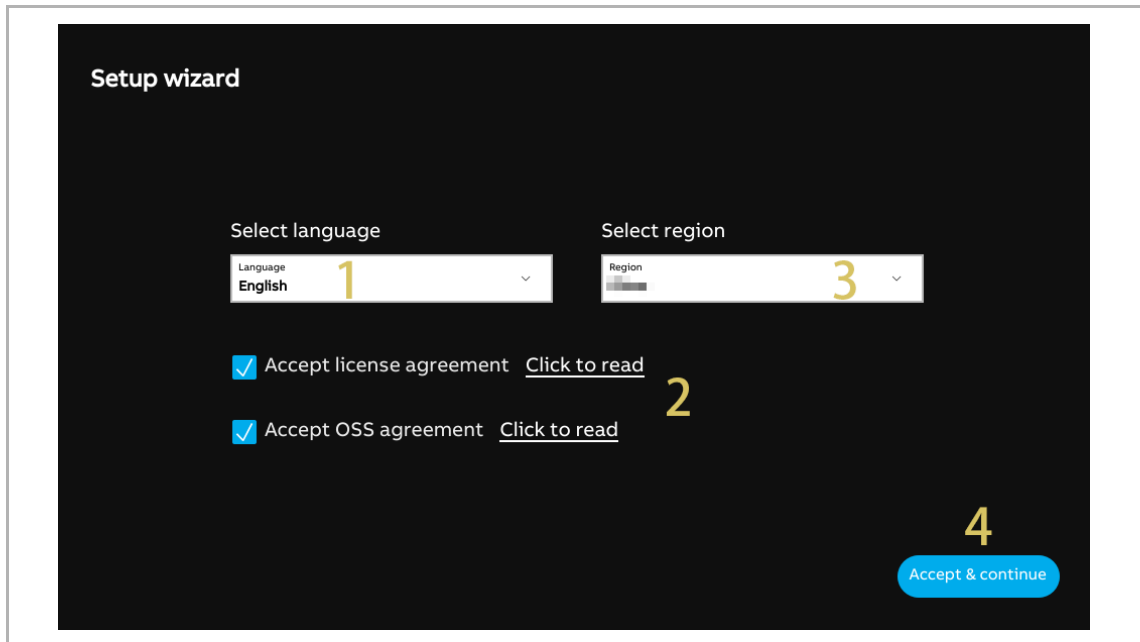 Setup wizard
Select language
Select region
Language
English
1
Region
3
Accept license agreement Click to read
2
Accept OSS agreement Click to read
4
Accept & continue